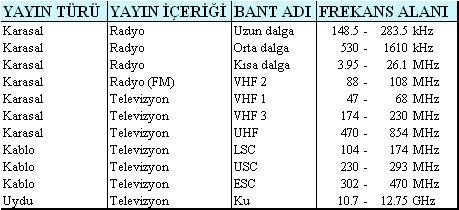 YAYIN TÜRÜ YAYIN İÇERİĞİ BANT ADI FREKANS ALANI
Karasal Radyo Uzun dalga 148.5 - 283.5 kHz
Karasal Radyo Orta dalga 530 - 1610 kHz
Karasal Radyo Kısa dalga 3.95 - 26.1 MHz
Karasal Radyo (FM) VHF 2 88 - 108 MHz
Karasal Televizyon VHF 1 47 - 68 MHz
Karasal Televizyon VHF 3 174 - 230 MHz
Karasal Televizyon UHF 470 - 854 MHz
Kablo Televizyon LSC 104 - 174 MHz
Kablo Televizyon USC 230 - 293 MHz
Kablo Televizyon ESC 302 - 470 MHz
Uydu Televizyon Ku 10.7 - 12.75 GHz